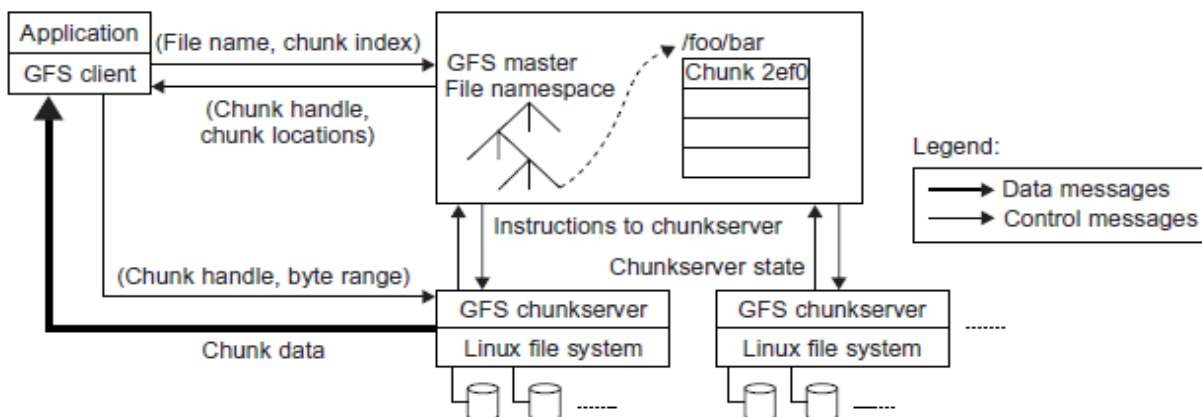 Application
GFS client
(File name, chunk index)
(Chunk handle,
chunk locations)
GFS master
File namespace
/foo/bar
Chunk 2ef0
Legend:
Data messages
Control messages
Instructions to chunkserver
Chunkserver state
(Chunk handle, byte range)
Chunk data
GFS chunkserver
Linux file system
GFS chunkserver
Linux file system